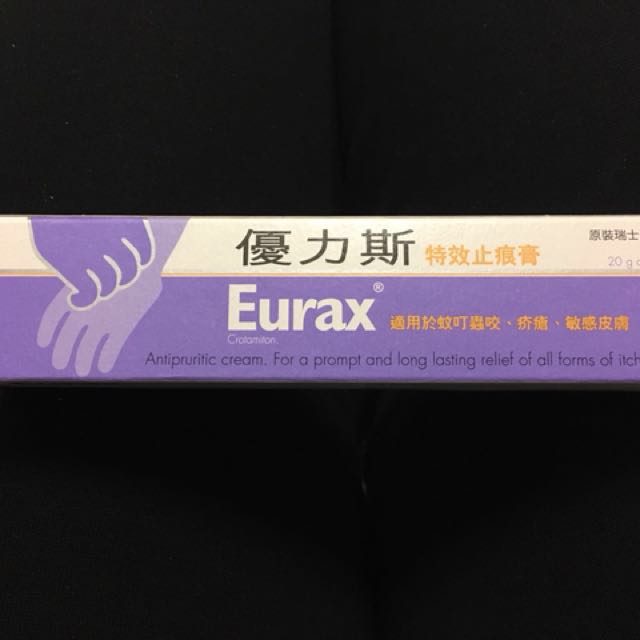 優力斯 特效止痕膏
原裝瑞士
20 g
Eurax®
Crotamiton
適用於蚊叮蟲咬、疥瘡、敏感皮膚
Antipruritic cream. For a prompt and long lasting relief of all forms of itch